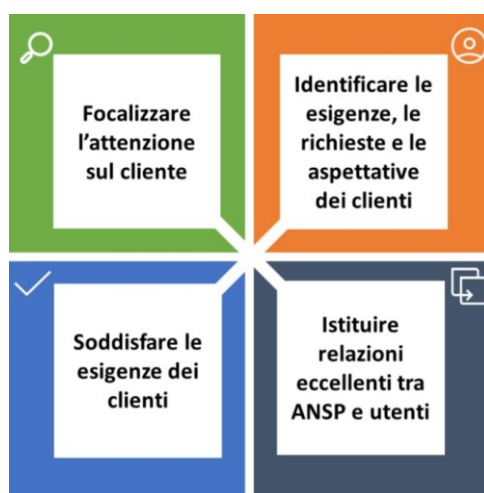 Focalizzare
l'attenzione
sul cliente
Identificare le
esigenze, le
richieste e le
aspettative
dei clienti
Soddisfare le
esigenze dei
clienti
Istituire
relazioni
eccellenti tra
ANSP e utenti